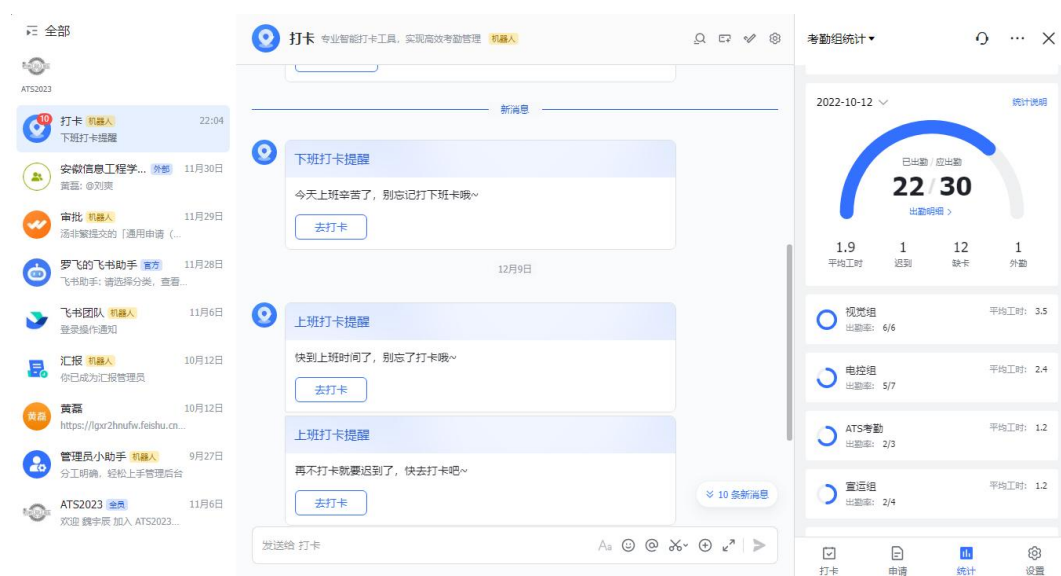 全部
ATS2023
10
打卡 机器人 22:04
下班打卡提醒
安徽信息工程学... 外部 11月30日
黄磊: @刘爽
审批 机器人 11月29日
汤非繁提交的「通用申请（...
罗飞的飞书助手 官方 11月28日
飞书助手: 请选择分类，查看...
飞书团队 机器人 11月6日
登录操作通知
汇报 机器人 10月12日
你已成为汇报管理员
黄磊
黄磊 10月12日
https://lgxr2hnufw.feishu.cn...
管理员小助手 机器人 9月27日
分工明确，轻松上手管理后台
ATS2023 全员 11月6日
欢迎 魏宇辰 加入 ATS2023...
打卡 专业智能打卡工具，实现高效考勤管理 机器人
新消息
下班打卡提醒
今天上班辛苦了，别忘记打下班卡哦~
去打卡
12月9日
上班打卡提醒
快到上班时间了，别忘了打卡哦~
去打卡
上班打卡提醒
再不打卡就要迟到了，快去打卡吧~
去打卡
10 条新消息
发送给 打卡
Aa
考勤组统计
2022-10-12 统计说明
已出勤 / 应出勤
22 / 30
出勤明细 >
1.9 1 12 1
平均工时 迟到 缺卡 外勤
视觉组 平均工时: 3.5
出勤率: 6/6
电控组 平均工时: 2.4
出勤率: 5/7
ATS考勤 平均工时: 1.2
出勤率: 2/3
宣运组 平均工时: 1.2
出勤率: 2/4
打卡 申请 统计 设置